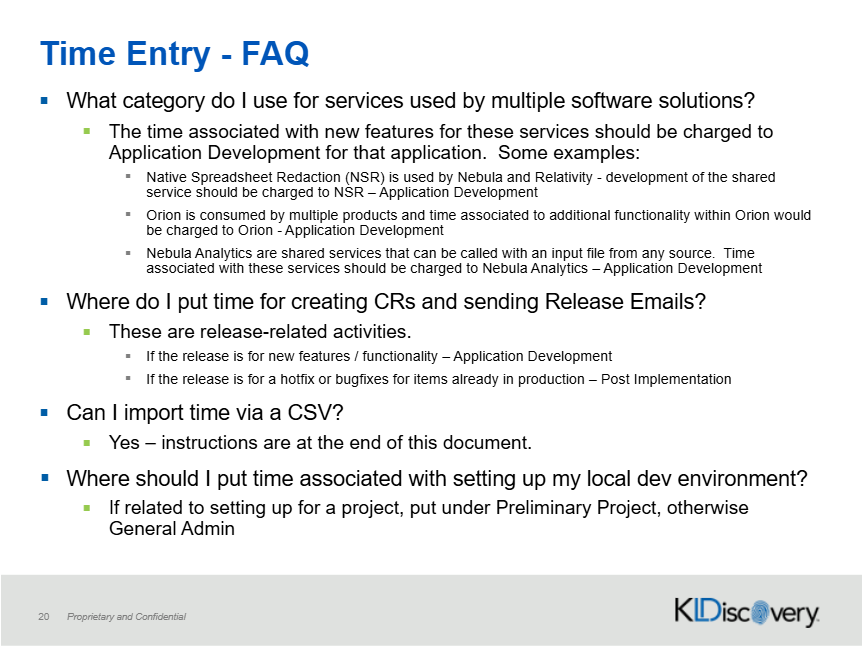 Time Entry - FAQ
▪ What category do I use for services used by multiple software solutions?
▪ The time associated with new features for these services should be charged to
Application Development for that application.  Some examples:
▪ Native Spreadsheet Redaction (NSR) is used by Nebula and Relativity - development of the shared
service should be charged to NSR – Application Development
▪ Orion is consumed by multiple products and time associated to additional functionality within Orion would
be charged to Orion - Application Development
▪ Nebula Analytics are shared services that can be called with an input file from any source.  Time
associated with these services should be charged to Nebula Analytics – Application Development
▪ Where do I put time for creating CRs and sending Release Emails?
▪ These are release-related activities.
▪ If the release is for new features / functionality – Application Development
▪ If the release is for a hotfix or bugfixes for items already in production – Post Implementation
▪ Can I import time via a CSV?
▪ Yes – instructions are at the end of this document.
▪ Where should I put time associated with setting up my local dev environment?
▪ If related to setting up for a project, put under Preliminary Project, otherwise
General Admin
20 Proprietary and Confidential
KLDiscovery